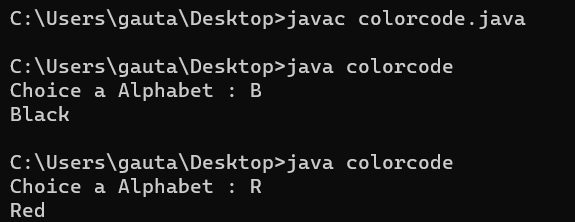 C:\Users\gauta\Desktop>javac colorcode.java
C:\Users\gauta\Desktop>java colorcode
Choice a Alphabet : B
Black
C:\Users\gauta\Desktop>java colorcode
Choice a Alphabet : R
Red